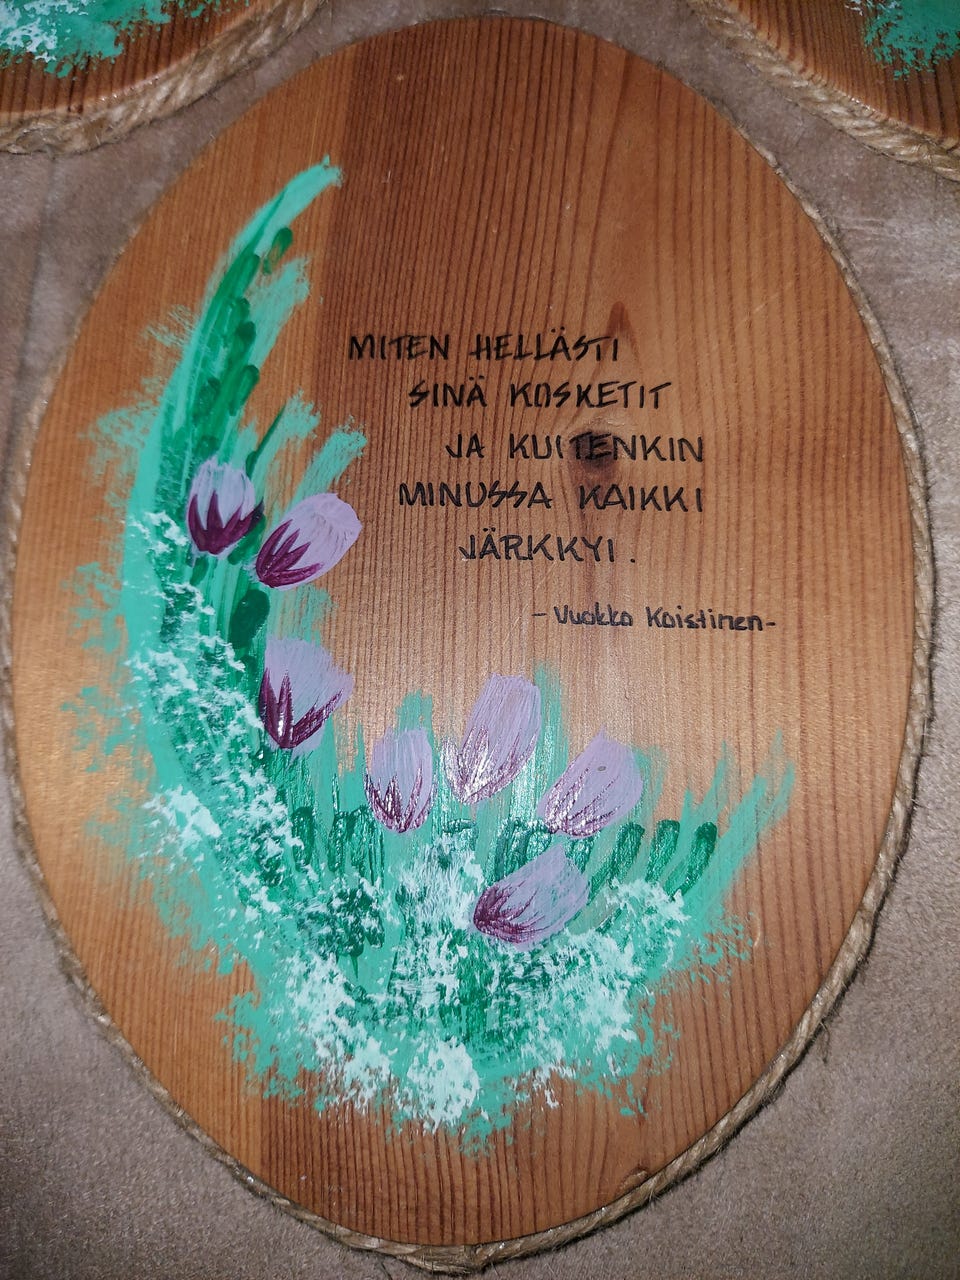 MITEN HELLÄSTI
SINÄ KOSKETIT
JA KUITENKIN
MINUSSA KAIKKI
JÄRKKYI.
-Vuokko Koistinen-